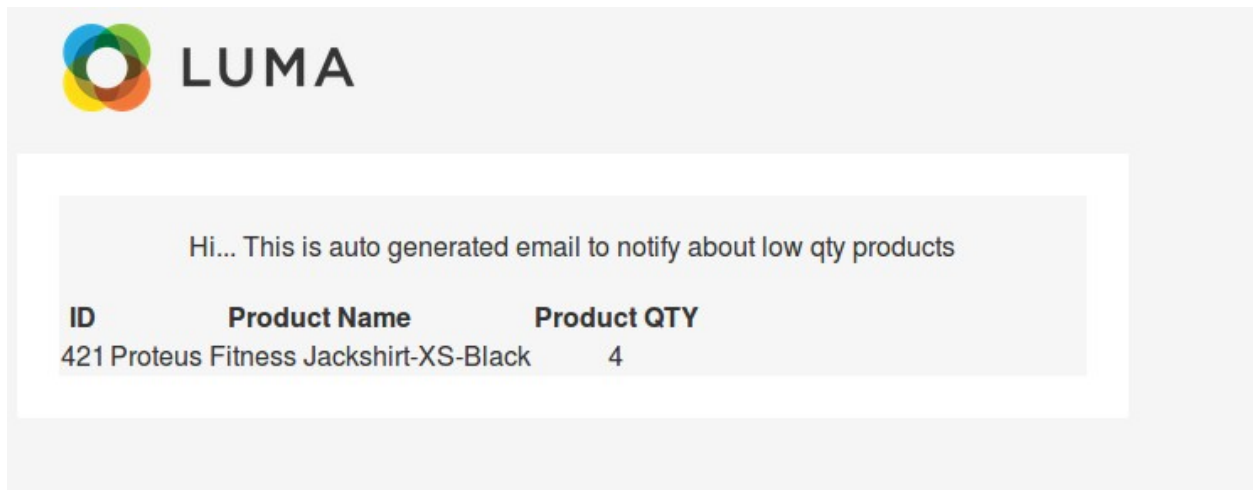 LUMA
Hi... This is auto generated email to notify about low qty products
ID Product Name Product QTY
421 Proteus Fitness Jackshirt-XS-Black 4